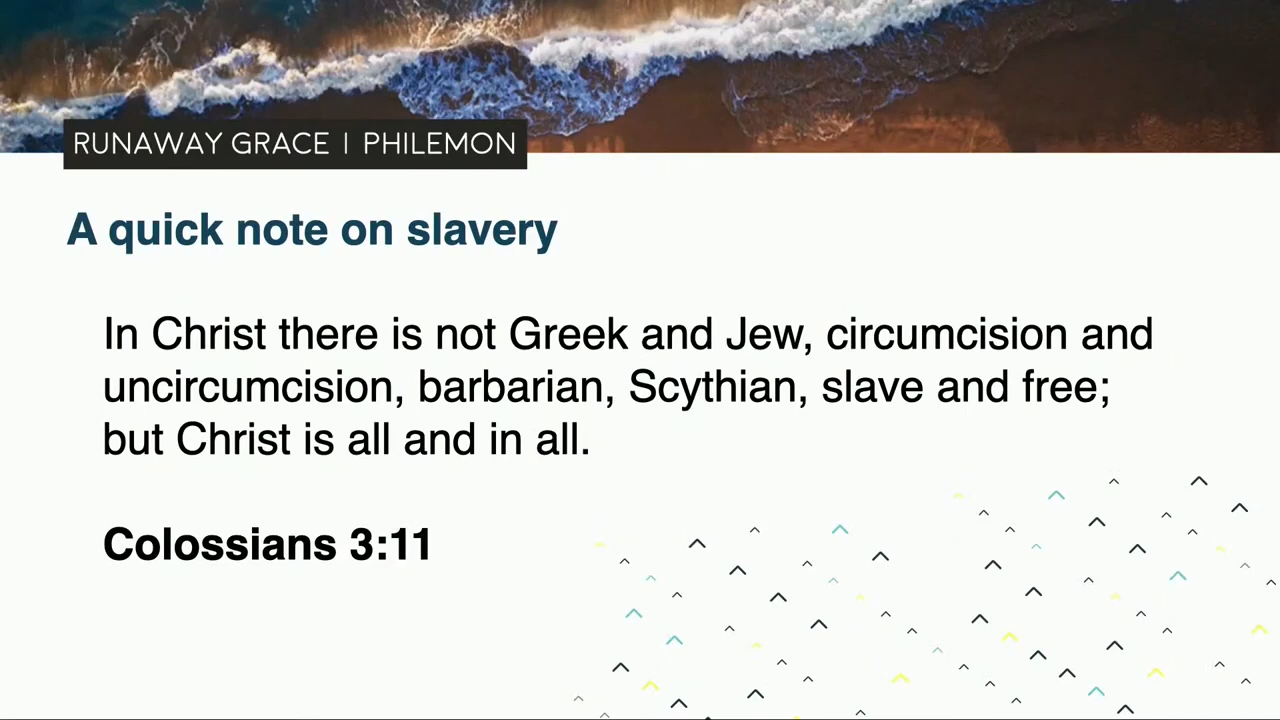 RUNAWAY GRACE | PHILEMON
A quick note on slavery
In Christ there is not Greek and Jew, circumcision and
uncircumcision, barbarian, Scythian, slave and free;
but Christ is all and in all.
Colossians 3:11